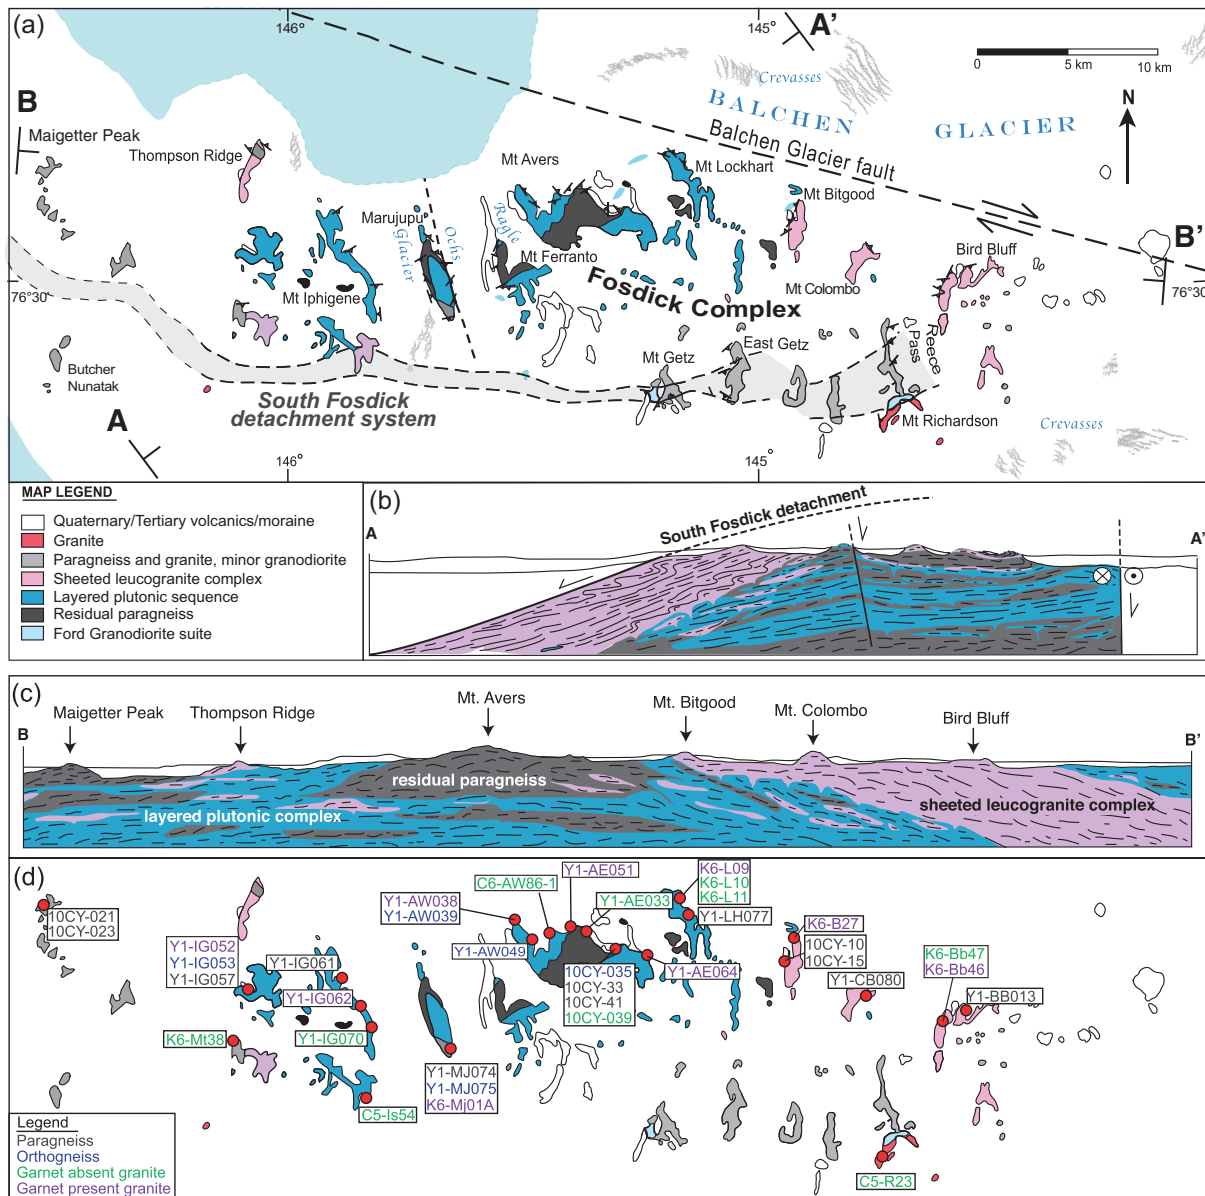 (a)
146°
145°
A'
0
5 km
10 km
Crevasses
BALCHEN
GLACIER
N
B
Maigetter Peak
Thompson Ridge
Mt Avers
Mt Lockhart
Balchen Glacier fault
Mt Bitgood
Marujupu
Ochs
Glacier
Ragle
Mt Ferranto
Bird Bluff
B'
76°30'
Mt Iphigene
Fosdick Complex
Mt Colombo
76°30'
Butcher
Nunatak
Mt Getz
East Getz
Reece
Pass
South Fosdick
detachment system
Mt Richardson
Crevasses
A
146°
145°
MAP LEGEND
Quaternary/Tertiary volcanics/moraine
Granite
Paragneiss and granite, minor granodiorite
Sheeted leucogranite complex
Layered plutonic sequence
Residual paragneiss
Ford Granodiorite suite
(b)
South Fosdick detachment
A
A'
(c)
Maigetter Peak
Thompson Ridge
Mt. Avers
Mt. Bitgood
Mt. Colombo
Bird Bluff
B
B'
residual paragneiss
layered plutonic complex
sheeted leucogranite complex
(d)
10CY-021
10CY-023
Y1-IG052
Y1-IG053
Y1-IG057
Y1-IG061
Y1-IG062
K6-Mt38
Y1-IG070
C5-Is54
Y1-AW038
Y1-AW039
C6-AW86-1
Y1-AE051
Y1-AE033
Y1-AW049
10CY-035
10CY-33
10CY-41
10CY-039
Y1-AE064
Y1-MJ074
Y1-MJ075
K6-Mj01A
K6-L09
K6-L10
K6-L11
Y1-LH077
K6-B27
10CY-10
10CY-15
Y1-CB080
K6-Bb47
K6-Bb46
Y1-BB013
C5-R23
Legend
Paragneiss
Orthogneiss
Garnet absent granite
Garnet present granite